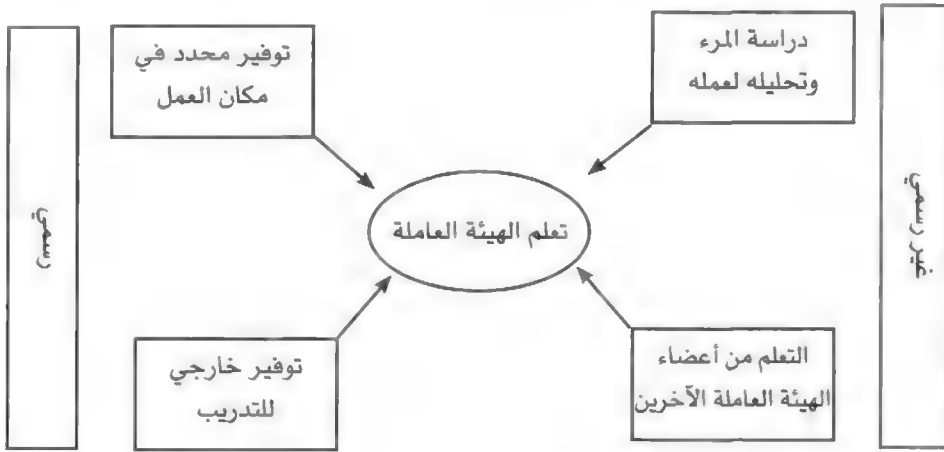 دراسة المرء
وتحليله لعمله
توفير محدد في
مكان العمل
غير رسمي
تعلم الهيئة العاملة
رسمي
التعلم من أعضاء
الهيئة العاملة الآخرين
توفير خارجي
للتدريب